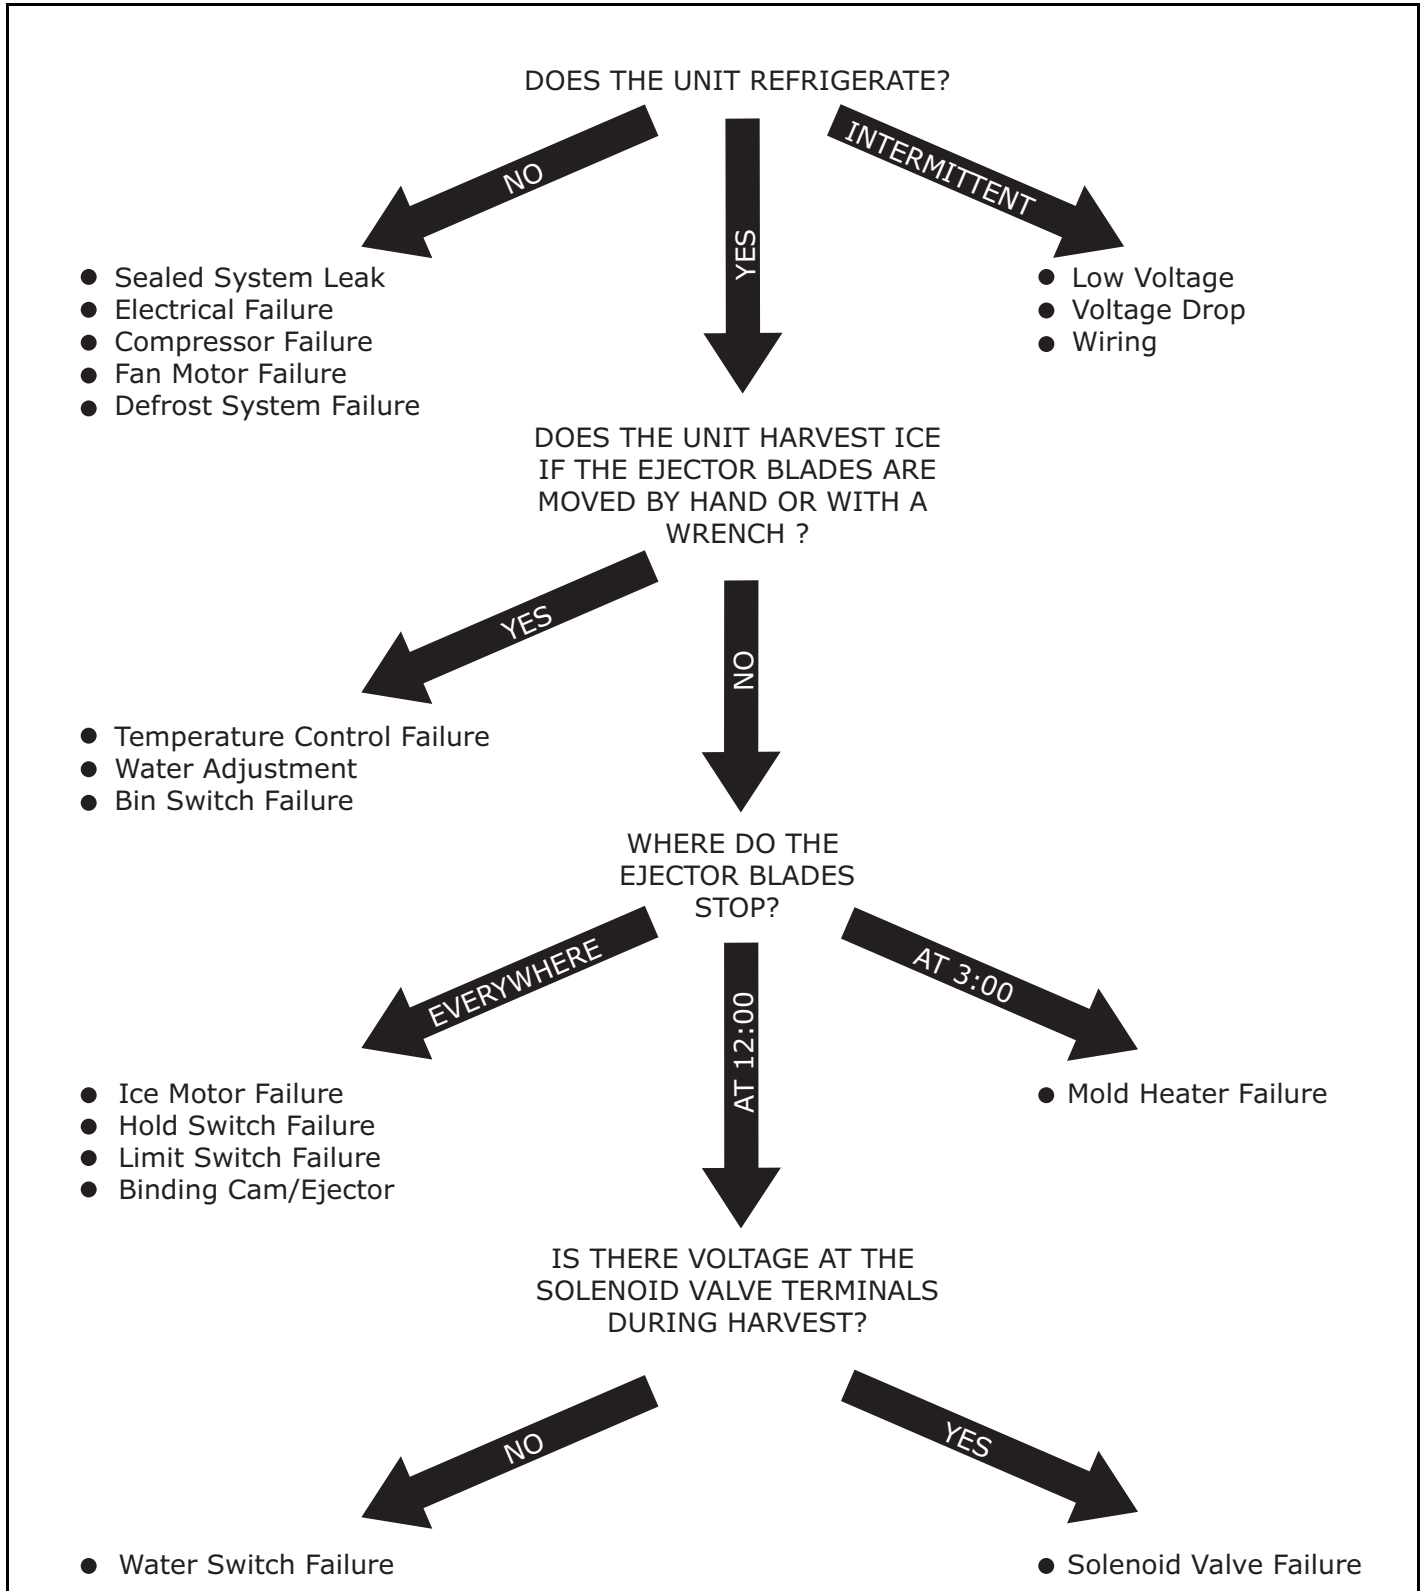 DOES THE UNIT REFRIGERATE?
NO
YES
INTERMITTENT
● Sealed System Leak
● Electrical Failure
● Compressor Failure
● Fan Motor Failure
● Defrost System Failure
● Low Voltage
● Voltage Drop
● Wiring
DOES THE UNIT HARVEST ICE
IF THE EJECTOR BLADES ARE
MOVED BY HAND OR WITH A
WRENCH ?
YES
NO
● Temperature Control Failure
● Water Adjustment
● Bin Switch Failure
WHERE DO THE
EJECTOR BLADES
STOP?
EVERYWHERE
AT 12:00
AT 3:00
● Ice Motor Failure
● Hold Switch Failure
● Limit Switch Failure
● Binding Cam/Ejector
● Mold Heater Failure
IS THERE VOLTAGE AT THE
SOLENOID VALVE TERMINALS
DURING HARVEST?
NO
YES
● Water Switch Failure
● Solenoid Valve Failure